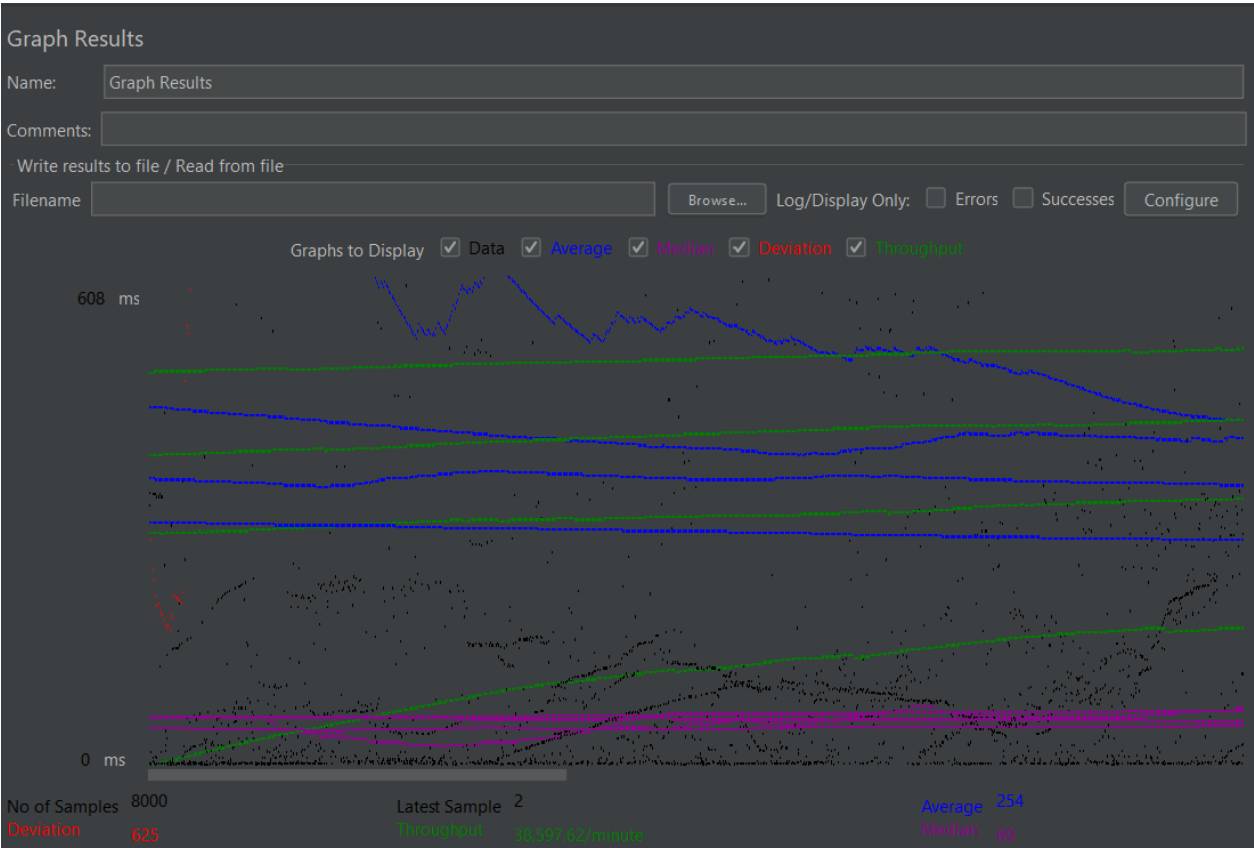 Graph Results
Name: Graph Results
Comments:
Write results to file / Read from file
Filename Browse... Log/Display Only: Errors Successes Configure
Graphs to Display Data Average Median Deviation Throughput
608 ms
0 ms
No of Samples 8000 Latest Sample 2 Average 254
Deviation 625 Throughput 38,597.62/minute Median 69